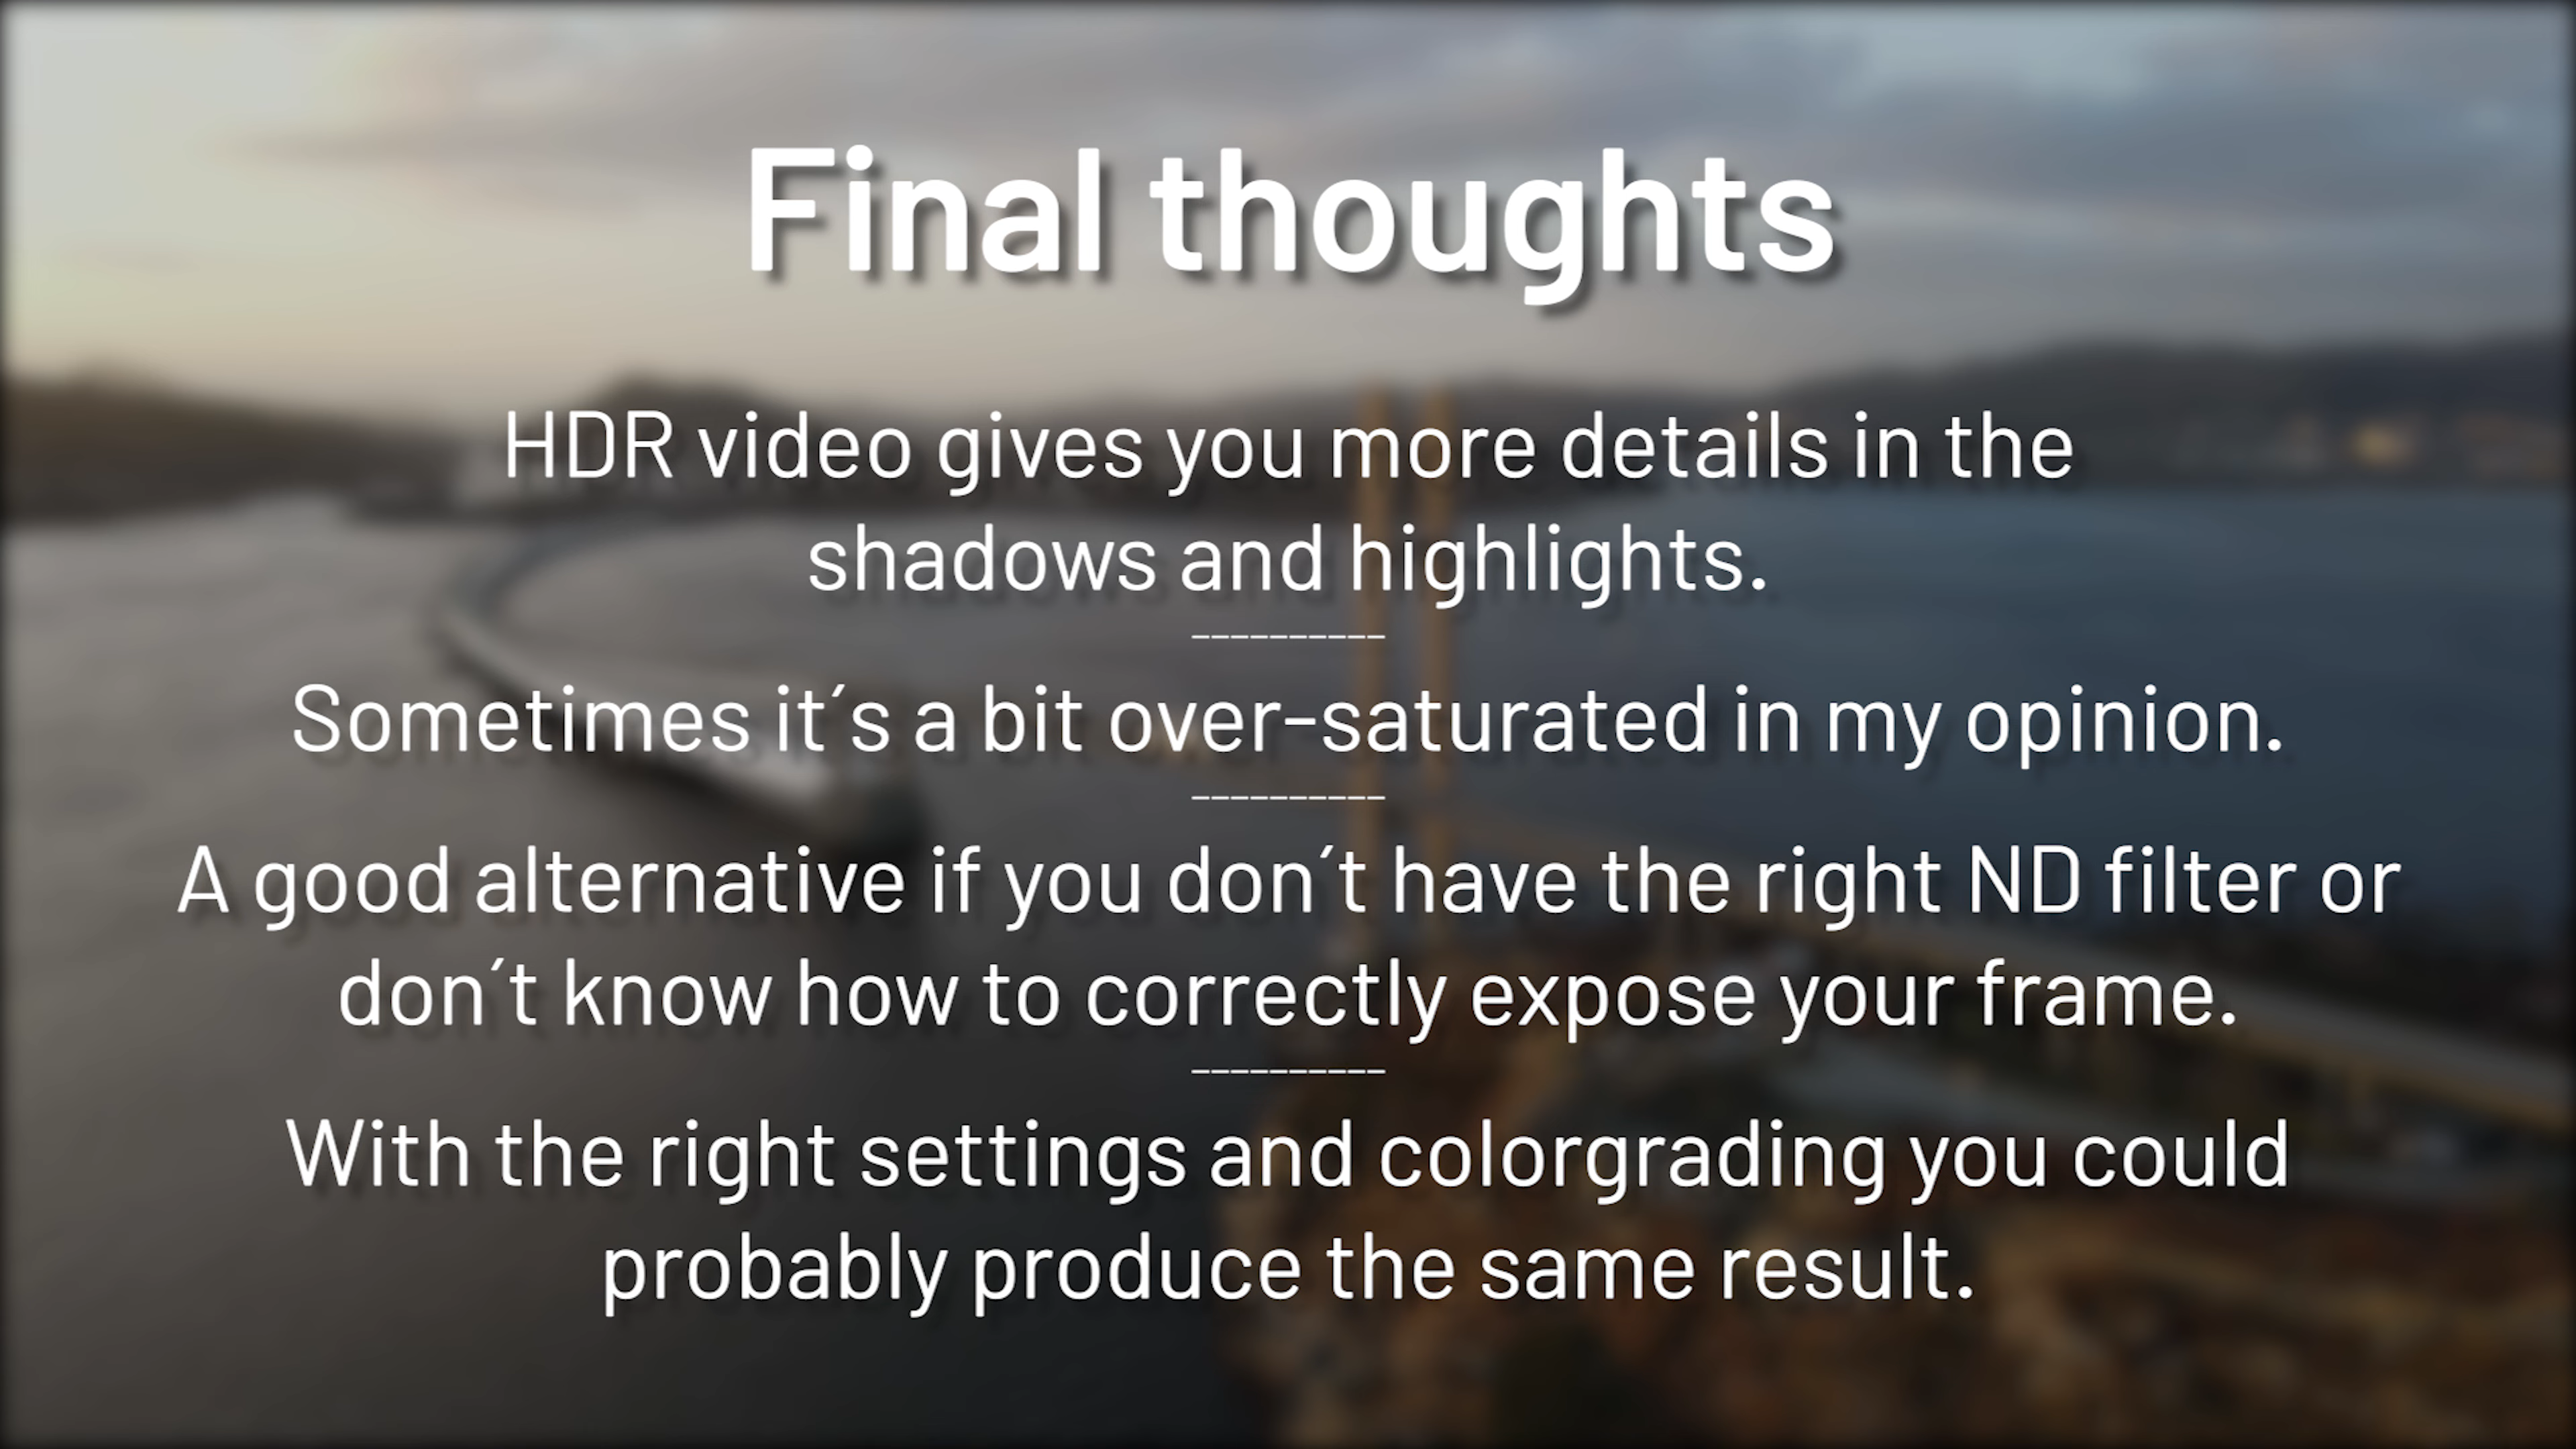 Final thoughts
HDR video gives you more details in the
shadows and highlights.
----------
Sometimes it´s a bit over-saturated in my opinion.
----------
A good alternative if you don´t have the right ND filter or
don´t know how to correctly expose your frame.
----------
With the right settings and colorgrading you could
probably produce the same result.